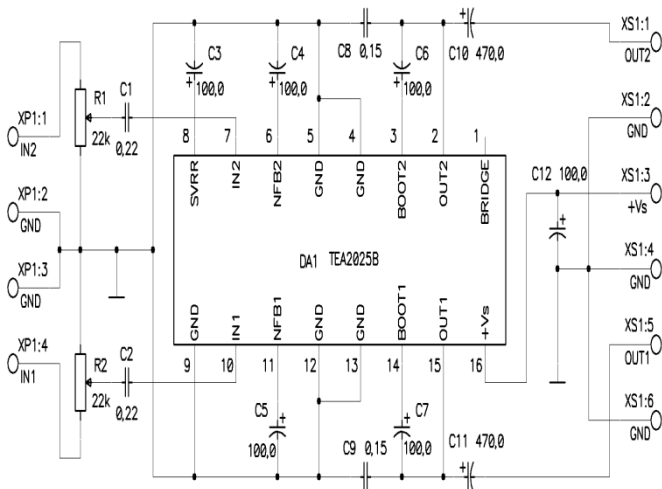 XS1:1
OUT2
C3
C4
C8 0,15
C6
C10 470,0
+
100,0
+
100,0
+
100,0
+
XP1:1
IN2
R1
22k
C1
0,22
XS1:2
GND
8
7
6
5
4
3
2
1
SVRR
IN2
NFB2
GND
GND
BOOT2
OUT2
BRIDGE
C12 100,0
+
XS1:3
+Vs
XP1:2
GND
DA1 TEA2025B
XP1:3
GND
XS1:4
GND
GND
IN1
NFB1
GND
GND
BOOT1
OUT1
+Vs
XS1:5
OUT1
XP1:4
IN1
R2
22k
C2
0,22
9
10
11
12
13
14
15
16
C5
+
100,0
C7
+
100,0
XS1:6
GND
C9 0,15
C11 470,0
+